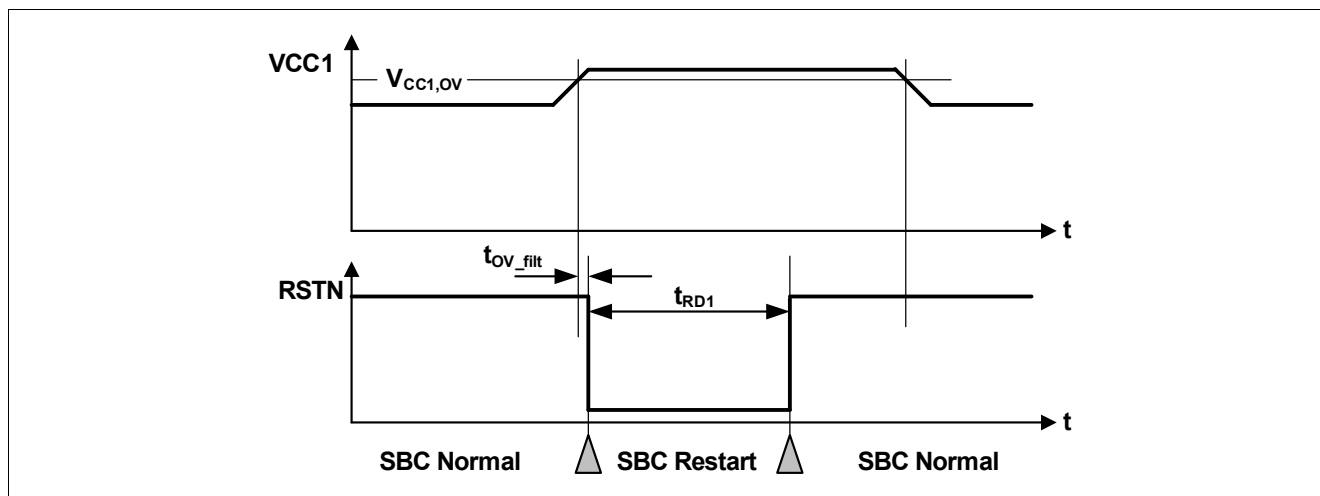 VCC1
VCC1,OV
t
tOV_filt
RSTN
tRD1
t
SBC Normal SBC Restart SBC Normal